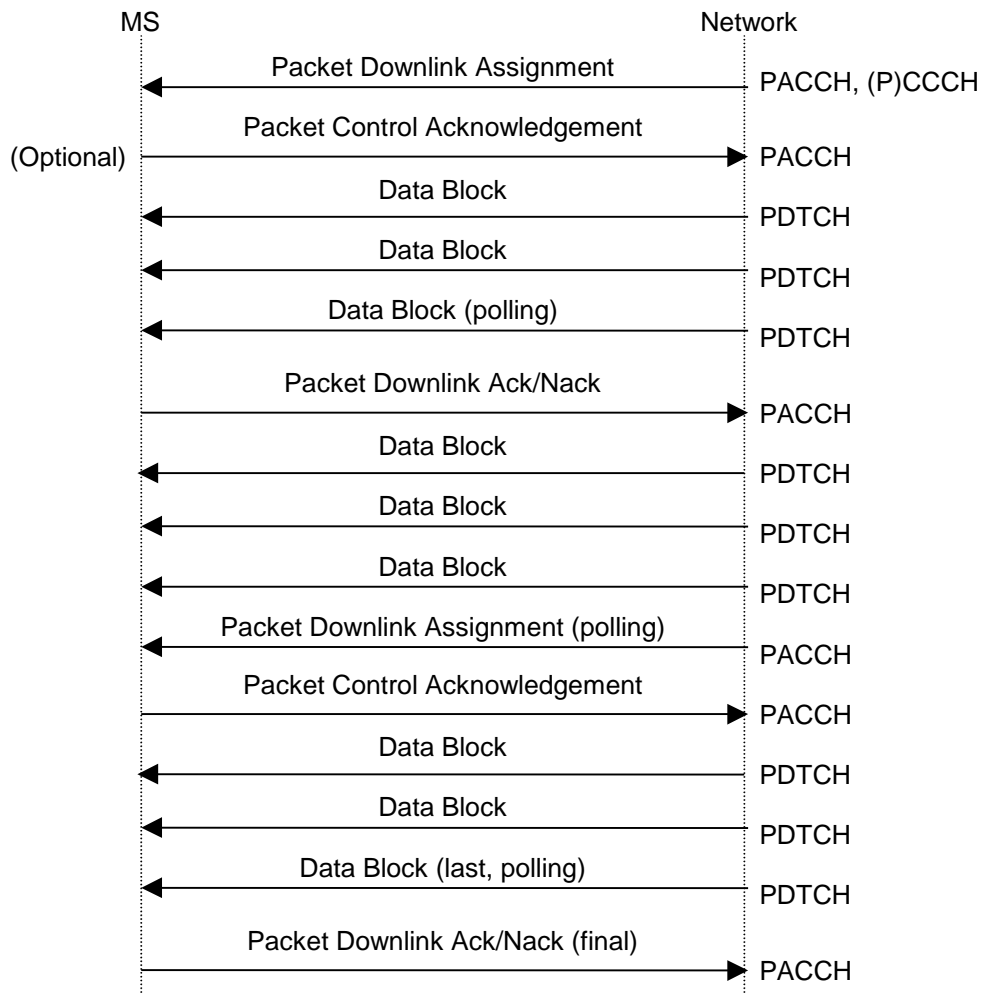 MS Network
Packet Downlink Assignment PACCH, (P)CCCH
Packet Control Acknowledgement
(Optional) PACCH
Data Block
PDTCH
Data Block
PDTCH
Data Block (polling)
PDTCH
Packet Downlink Ack/Nack
PACCH
Data Block
PDTCH
Data Block
PDTCH
Data Block
PDTCH
Packet Downlink Assignment (polling)
PACCH
Packet Control Acknowledgement
PACCH
Data Block
PDTCH
Data Block
PDTCH
Data Block (last, polling)
PDTCH
Packet Downlink Ack/Nack (final)
PACCH